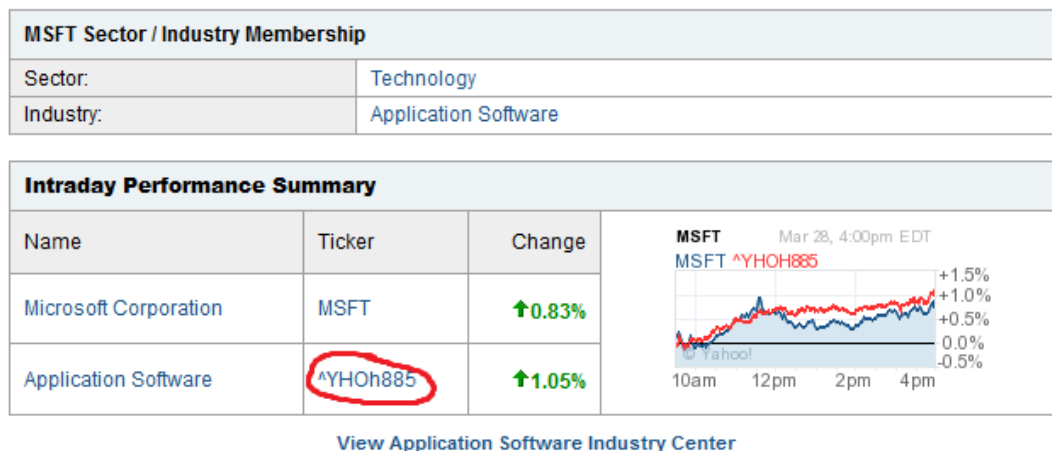 MSFT Sector / Industry Membership
Sector: Technology
Industry: Application Software
Intraday Performance Summary
Name Ticker Change
Microsoft Corporation MSFT 0.83%
Application Software ^YHOh885 1.05%
MSFT Mar 28, 4:00pm EDT
MSFT ^YHOH885
+1.5%
+1.0%
+0.5%
0.0%
-0.5%
© Yahoo!
10am 12pm 2pm 4pm
View Application Software Industry Center